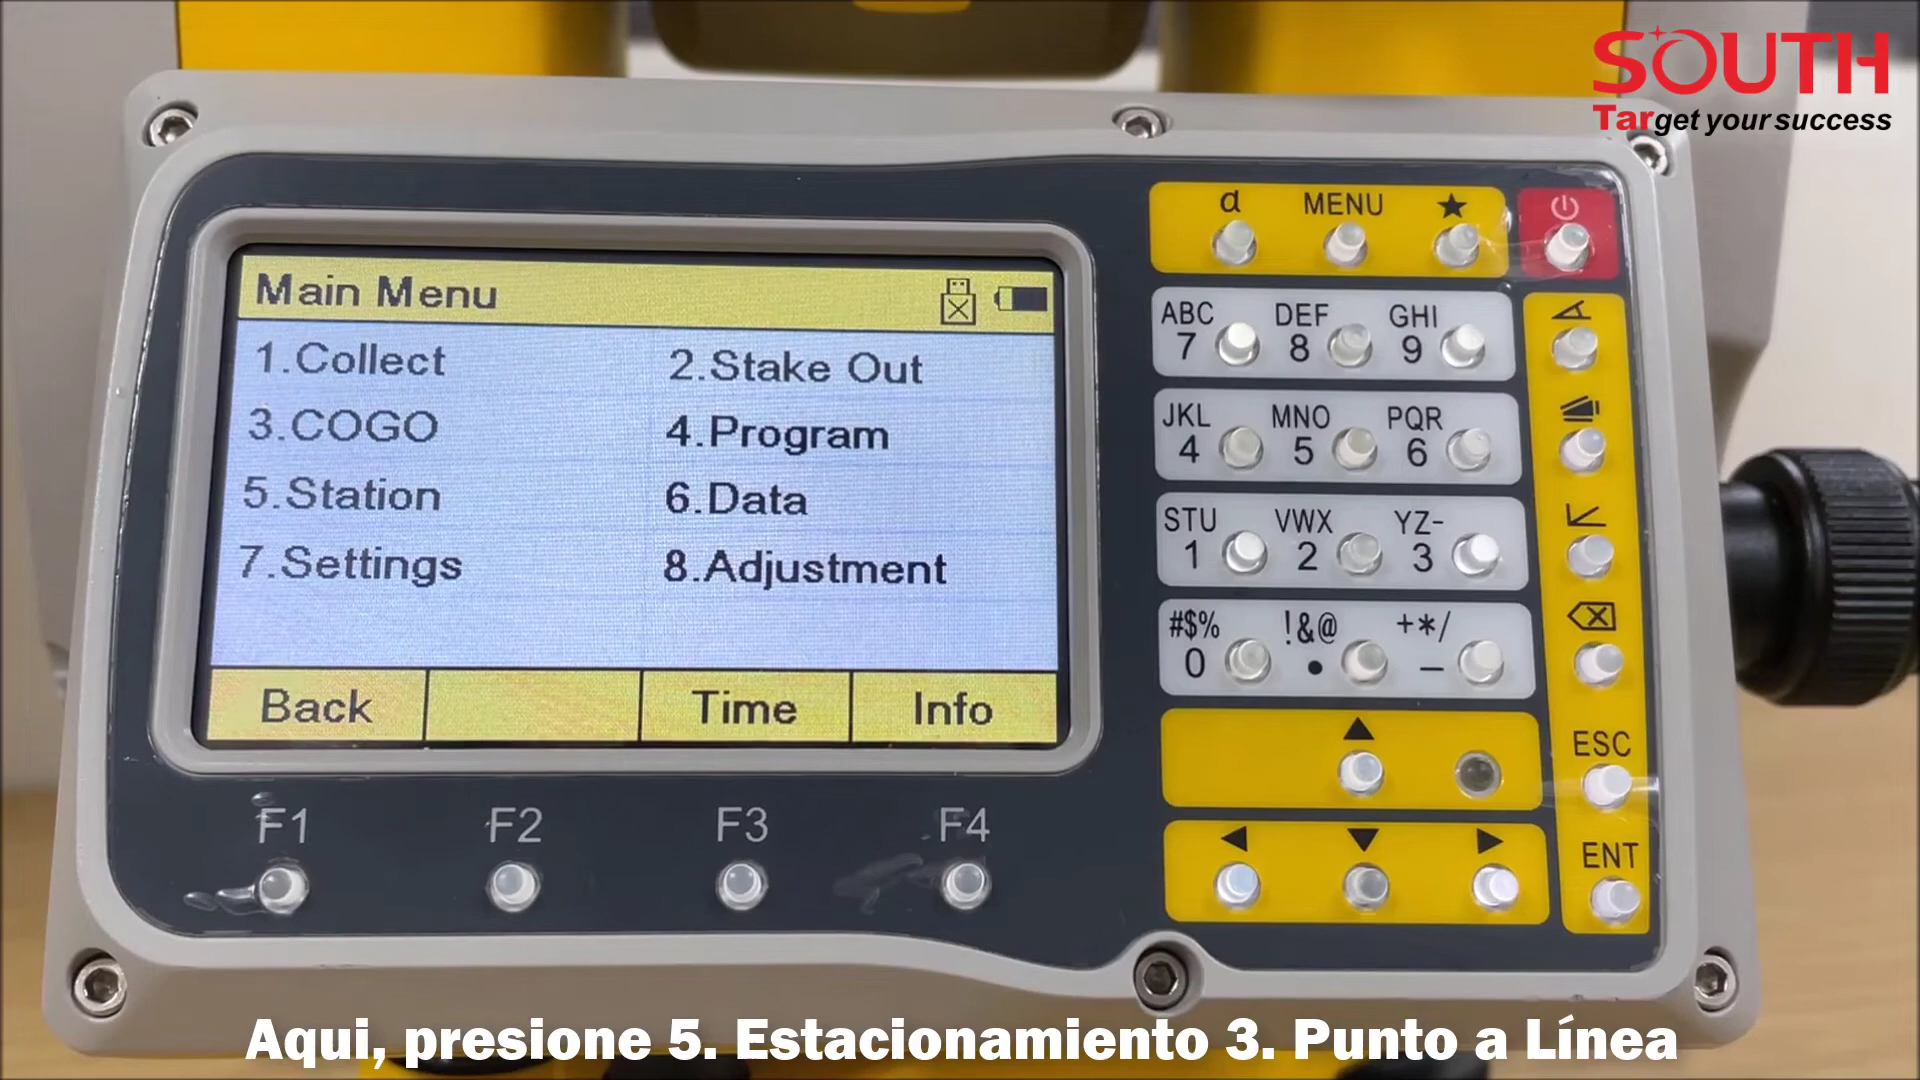 SOUTH
Target your success
α MENU ★
Main Menu
1.Collect 2.Stake Out
3.COGO 4.Program
5.Station 6.Data
7.Settings 8.Adjustment
Back Time Info
F1 F2 F3 F4
ABC DEF GHI
7 8 9
JKL MNO PQR
4 5 6
STU VWX YZ-
1 2 3
#$% !&@ +*/
0 • –
ESC
ENT
Aqui, presione 5. Estacionamiento 3. Punto a Línea